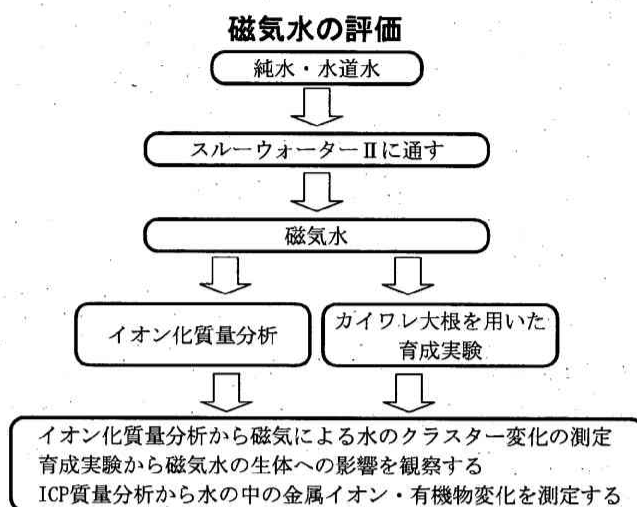 磁気水の評価
純水・水道水
スルーウォーターⅡに通す
磁気水
イオン化質量分析
カイワレ大根を用いた
育成実験
イオン化質量分析から磁気による水のクラスター変化の測定
育成実験から磁気水の生体への影響を観察する
ICP質量分析から水の中の金属イオン・有機物変化を測定する